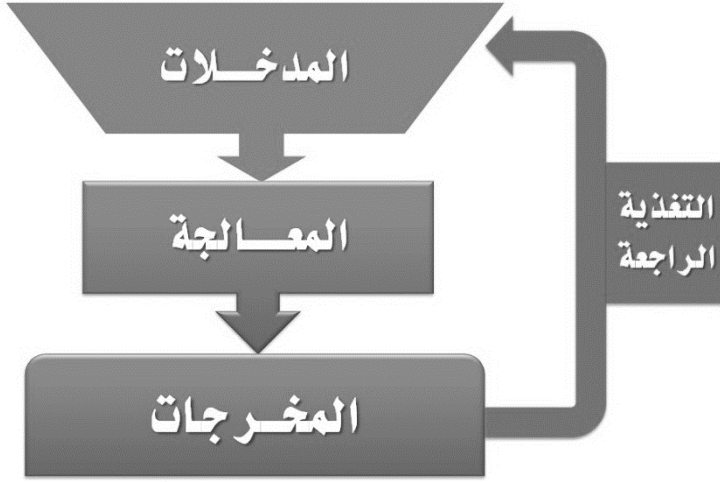 المدخلات
المعالجة
المخرجات
التغذية
الراجعة